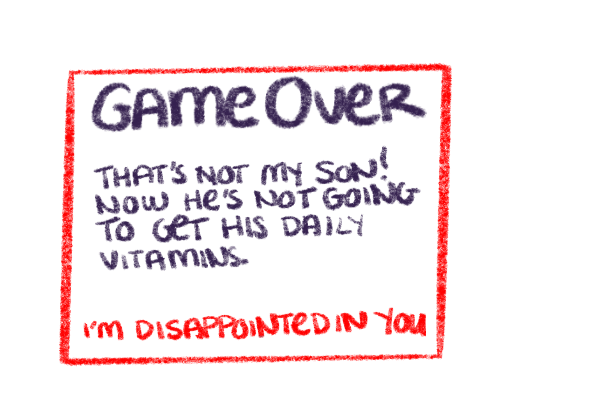 GAME OVER
THAT'S NOT MY SON!
NOW HE'S NOT GOING
TO GET HIS DAILY
VITAMINS.
I'M DISAPPOINTED IN YOU